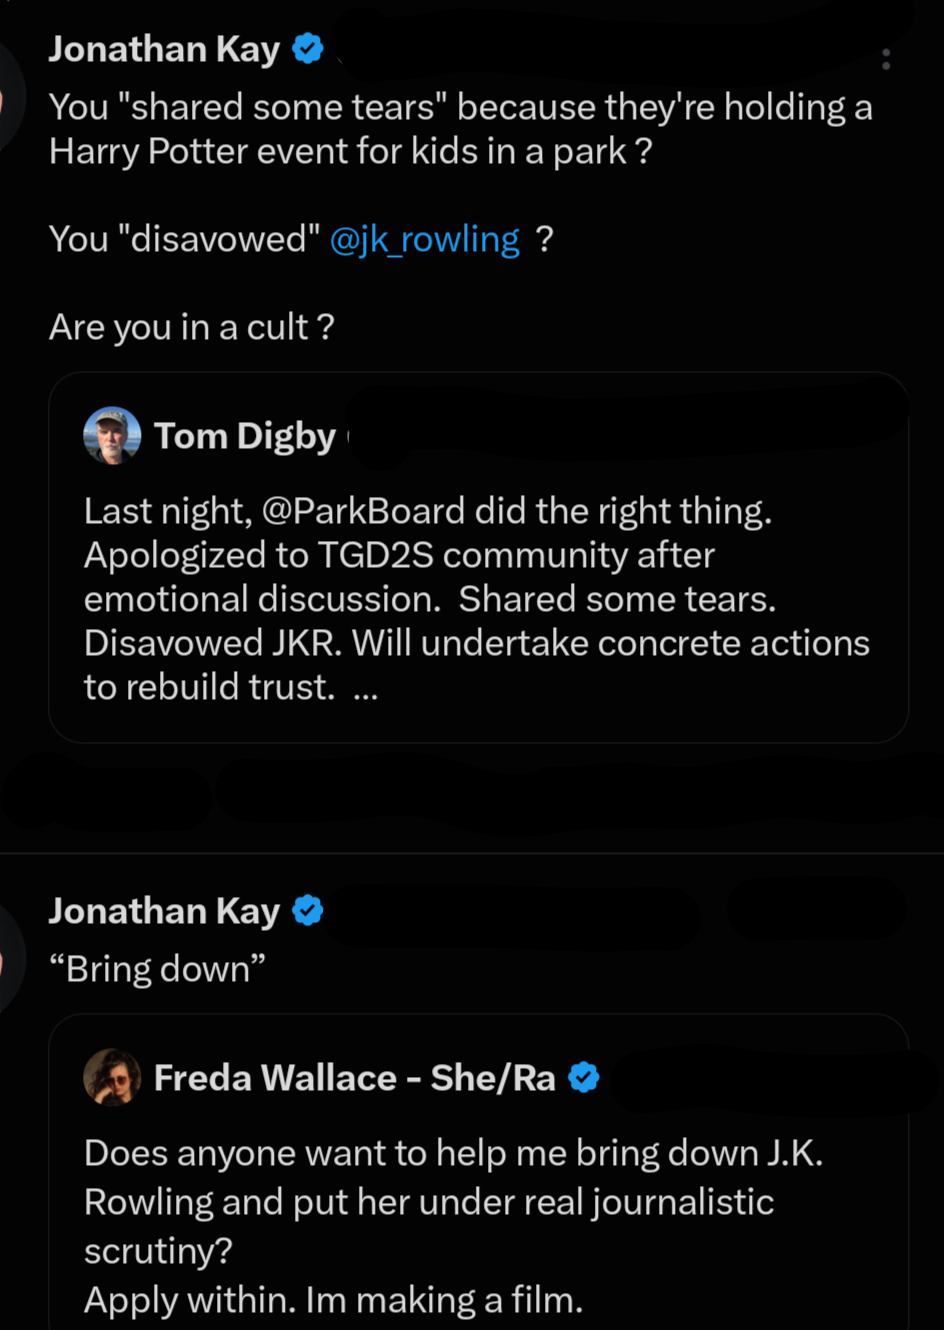 Jonathan Kay
You "shared some tears" because they're holding a
Harry Potter event for kids in a park ?
You "disavowed" @jk_rowling ?
Are you in a cult ?
Tom Digby
Last night, @ParkBoard did the right thing.
Apologized to TGD2S community after
emotional discussion.  Shared some tears.
Disavowed JKR. Will undertake concrete actions
to rebuild trust.  ...
Jonathan Kay
“Bring down”
Freda Wallace - She/Ra
Does anyone want to help me bring down J.K.
Rowling and put her under real journalistic
scrutiny?
Apply within. Im making a film.